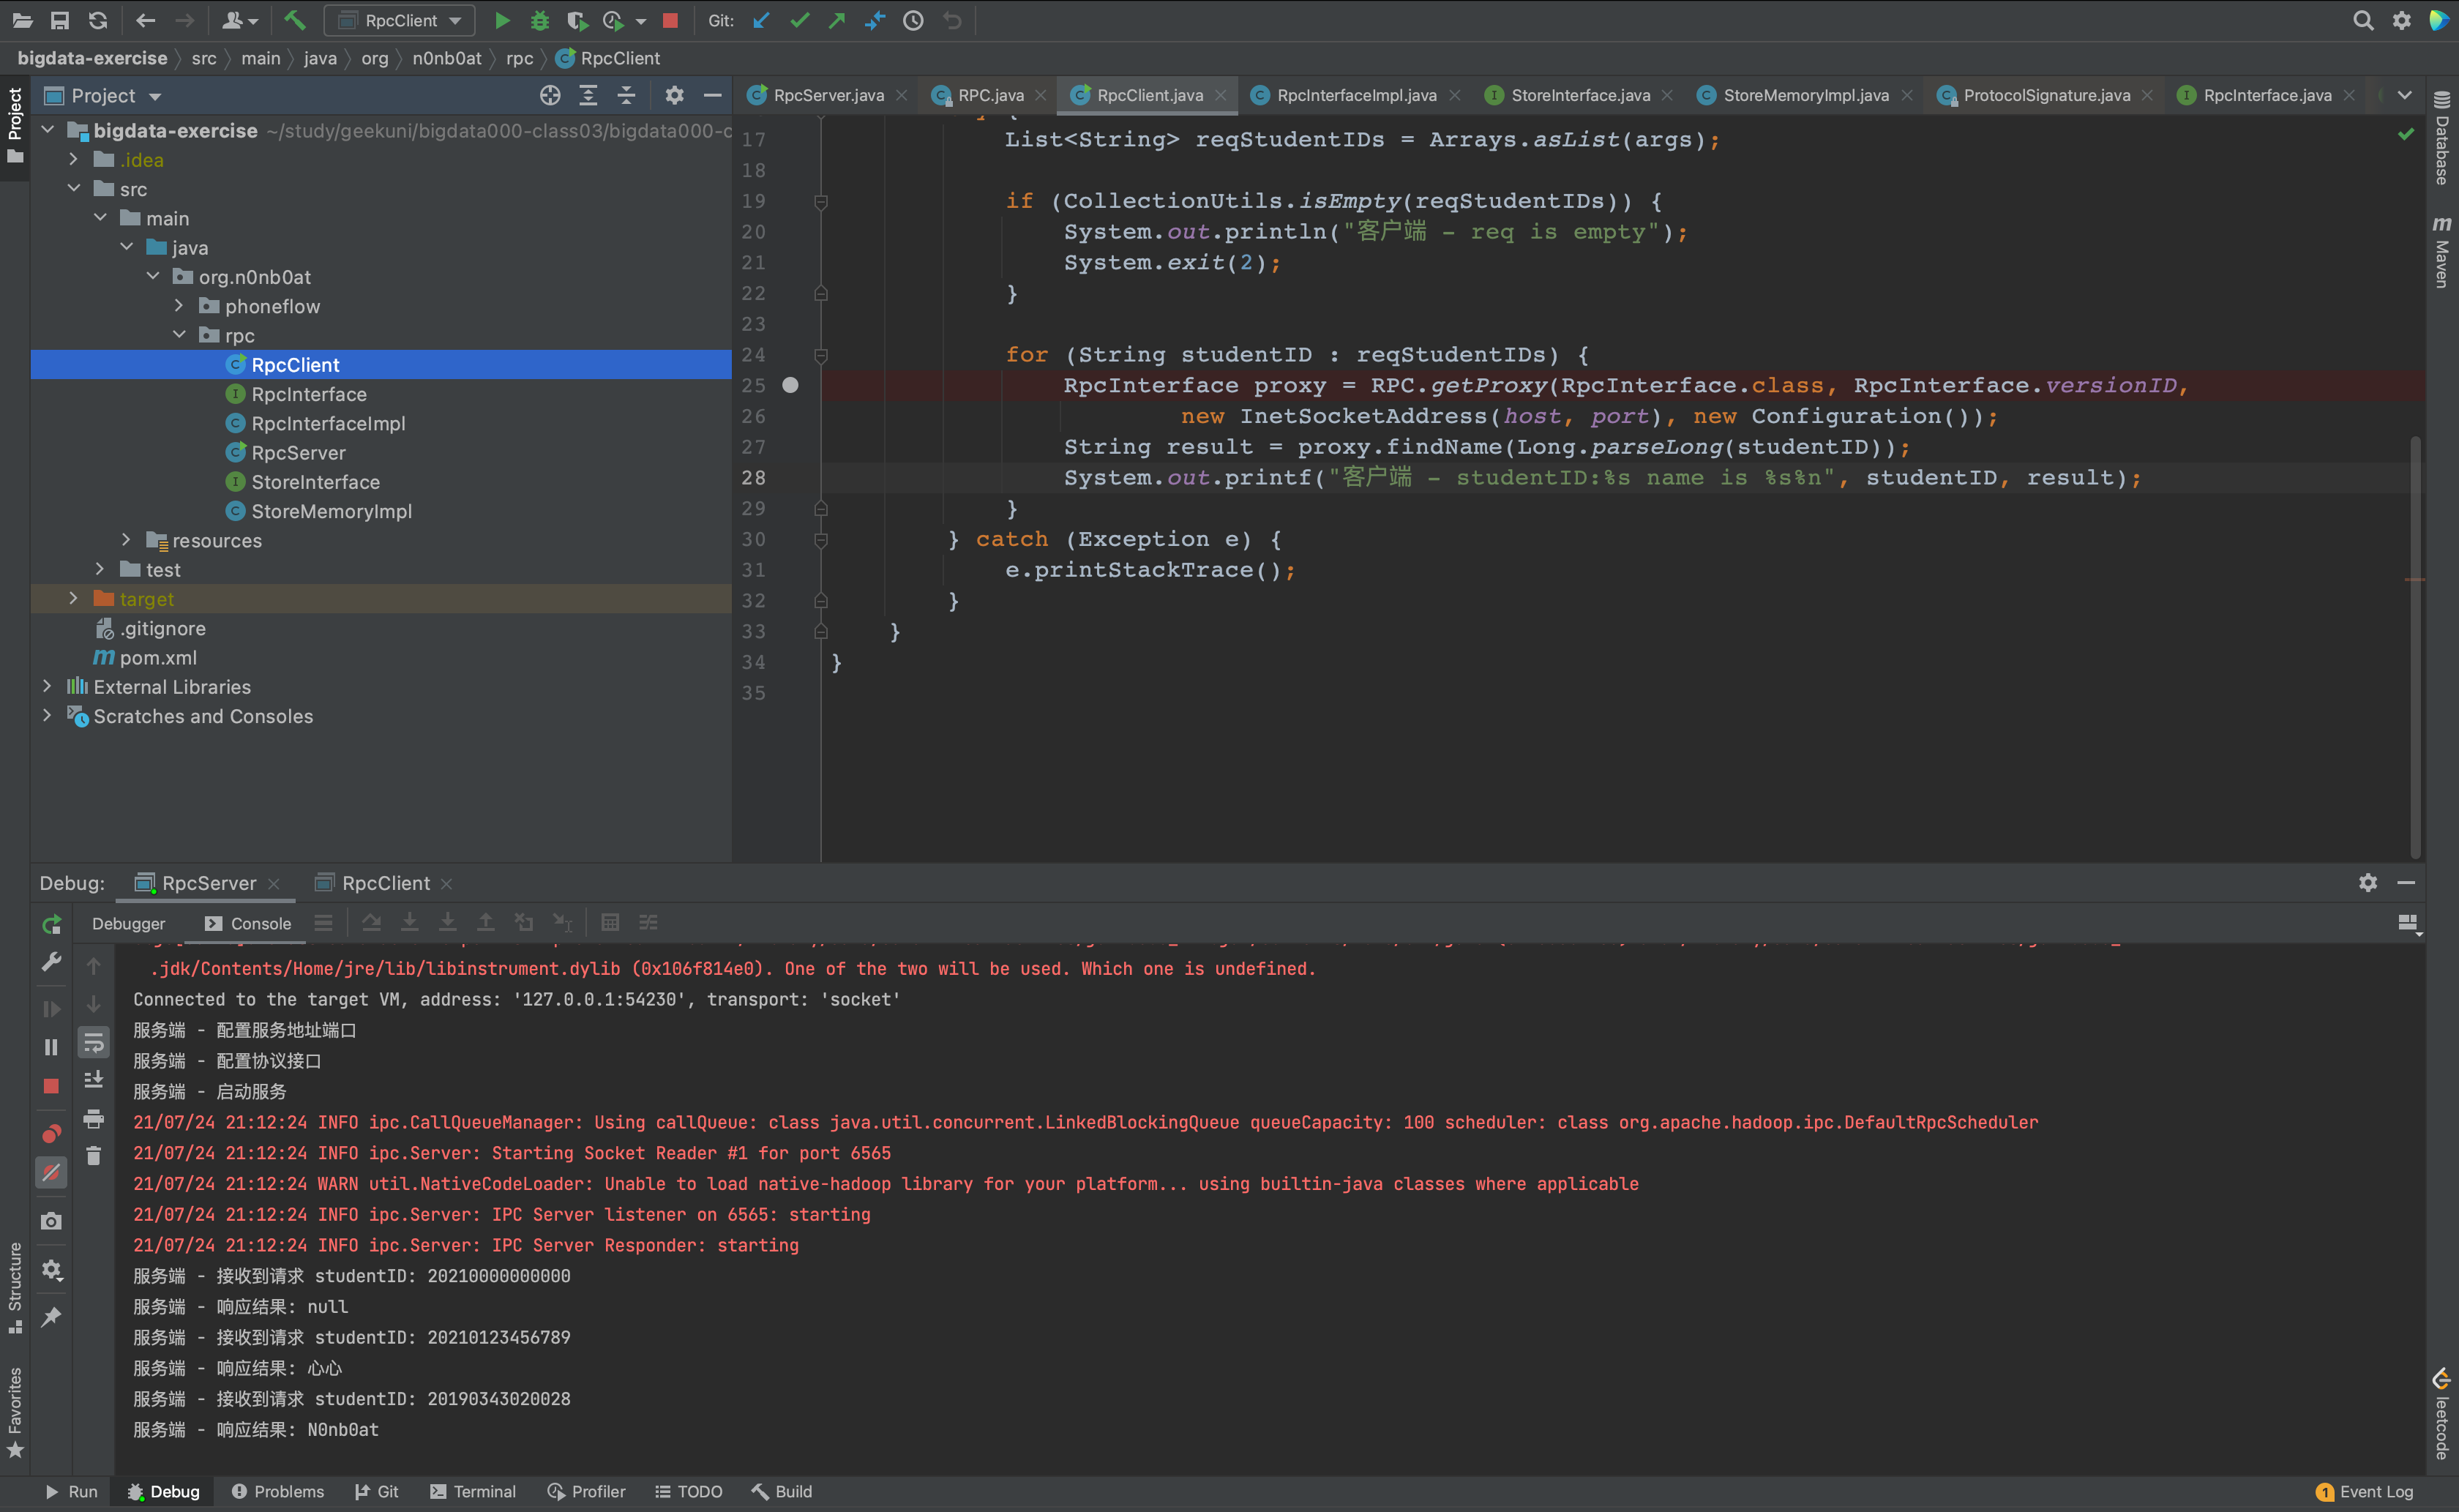 RpcClient
Git:
bigdata-exercise
src
main
java
org
n0nb0at
rpc
RpcClient
Project
Project
bigdata-exercise ~/study/geekuni/bigdata000-class03/bigdata000-c
.idea
src
main
java
org.n0nb0at
phoneflow
rpc
RpcClient
RpcInterface
RpcInterfaceImpl
RpcServer
StoreInterface
StoreMemoryImpl
resources
test
target
.gitignore
pom.xml
External Libraries
Scratches and Consoles
RpcServer.java
RPC.java
RpcClient.java
RpcInterfaceImpl.java
StoreInterface.java
StoreMemoryImpl.java
ProtocolSignature.java
RpcInterface.java
17 List<String> reqStudentIDs = Arrays.asList(args);
18
19 if (CollectionUtils.isEmpty(reqStudentIDs)) {
20 System.out.println("客户端 - req is empty");
21 System.exit(2);
22 }
23
24 for (String studentID : reqStudentIDs) {
25 RpcInterface proxy = RPC.getProxy(RpcInterface.class, RpcInterface.versionID,
26 new InetSocketAddress(host, port), new Configuration());
27 String result = proxy.findName(Long.parseLong(studentID));
28 System.out.printf("客户端 - studentID:%s name is %s%n", studentID, result);
29 }
30 } catch (Exception e) {
31 e.printStackTrace();
32 }
33 }
34 }
35
Database
Maven
leetcode
Debug:
RpcServer
RpcClient
Debugger
Console
.jdk/Contents/Home/jre/lib/libinstrument.dylib (0x106f814e0). One of the two will be used. Which one is undefined.
Connected to the target VM, address: '127.0.0.1:54230', transport: 'socket'
服务端 - 配置服务地址端口
服务端 - 配置协议接口
服务端 - 启动服务
21/07/24 21:12:24 INFO ipc.CallQueueManager: Using callQueue: class java.util.concurrent.LinkedBlockingQueue queueCapacity: 100 scheduler: class org.apache.hadoop.ipc.DefaultRpcScheduler
21/07/24 21:12:24 INFO ipc.Server: Starting Socket Reader #1 for port 6565
21/07/24 21:12:24 WARN util.NativeCodeLoader: Unable to load native-hadoop library for your platform... using builtin-java classes where applicable
21/07/24 21:12:24 INFO ipc.Server: IPC Server listener on 6565: starting
21/07/24 21:12:24 INFO ipc.Server: IPC Server Responder: starting
服务端 - 接收到请求 studentID: 20210000000000
服务端 - 响应结果: null
服务端 - 接收到请求 studentID: 20210123456789
服务端 - 响应结果: 心心
服务端 - 接收到请求 studentID: 20190343020028
服务端 - 响应结果: N0nb0at
Structure
Favorites
Run
Debug
Problems
Git
Terminal
Profiler
TODO
Build
1 Event Log